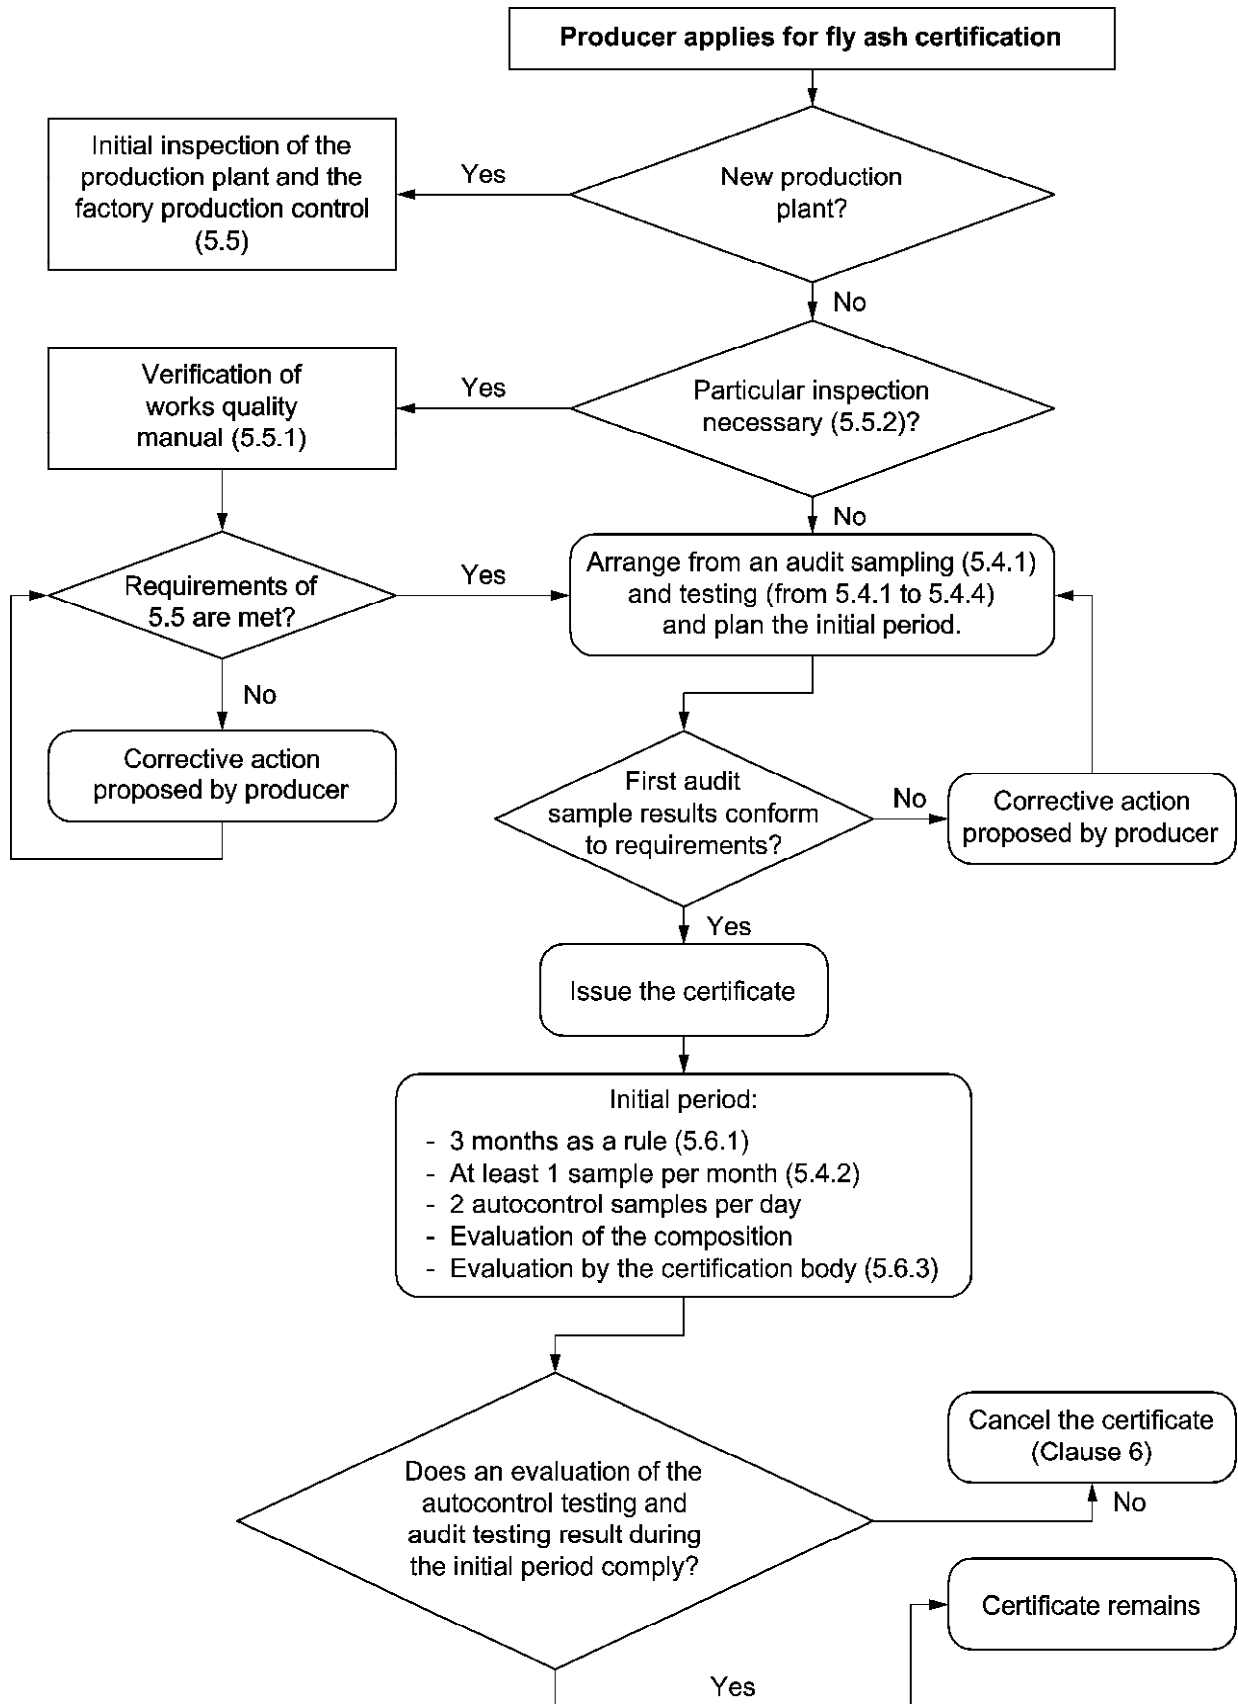 Producer applies for fly ash certification
Initial inspection of the
production plant and the
factory production control
(5.5)
Yes
New production
plant?
No
Verification of
works quality
manual (5.5.1)
Yes
Particular inspection
necessary (5.5.2)?
No
Requirements of
5.5 are met?
Yes
Arrange from an audit sampling (5.4.1)
and testing (from 5.4.1 to 5.4.4)
and plan the initial period.
No
Corrective action
proposed by producer
First audit
sample results conform
to requirements?
No
Corrective action
proposed by producer
Yes
Issue the certificate
Initial period:
- 3 months as a rule (5.6.1)
- At least 1 sample per month (5.4.2)
- 2 autocontrol samples per day
- Evaluation of the composition
- Evaluation by the certification body (5.6.3)
Does an evaluation of the
autocontrol testing and
audit testing result during
the initial period comply?
Cancel the certificate
(Clause 6)
No
Certificate remains
Yes